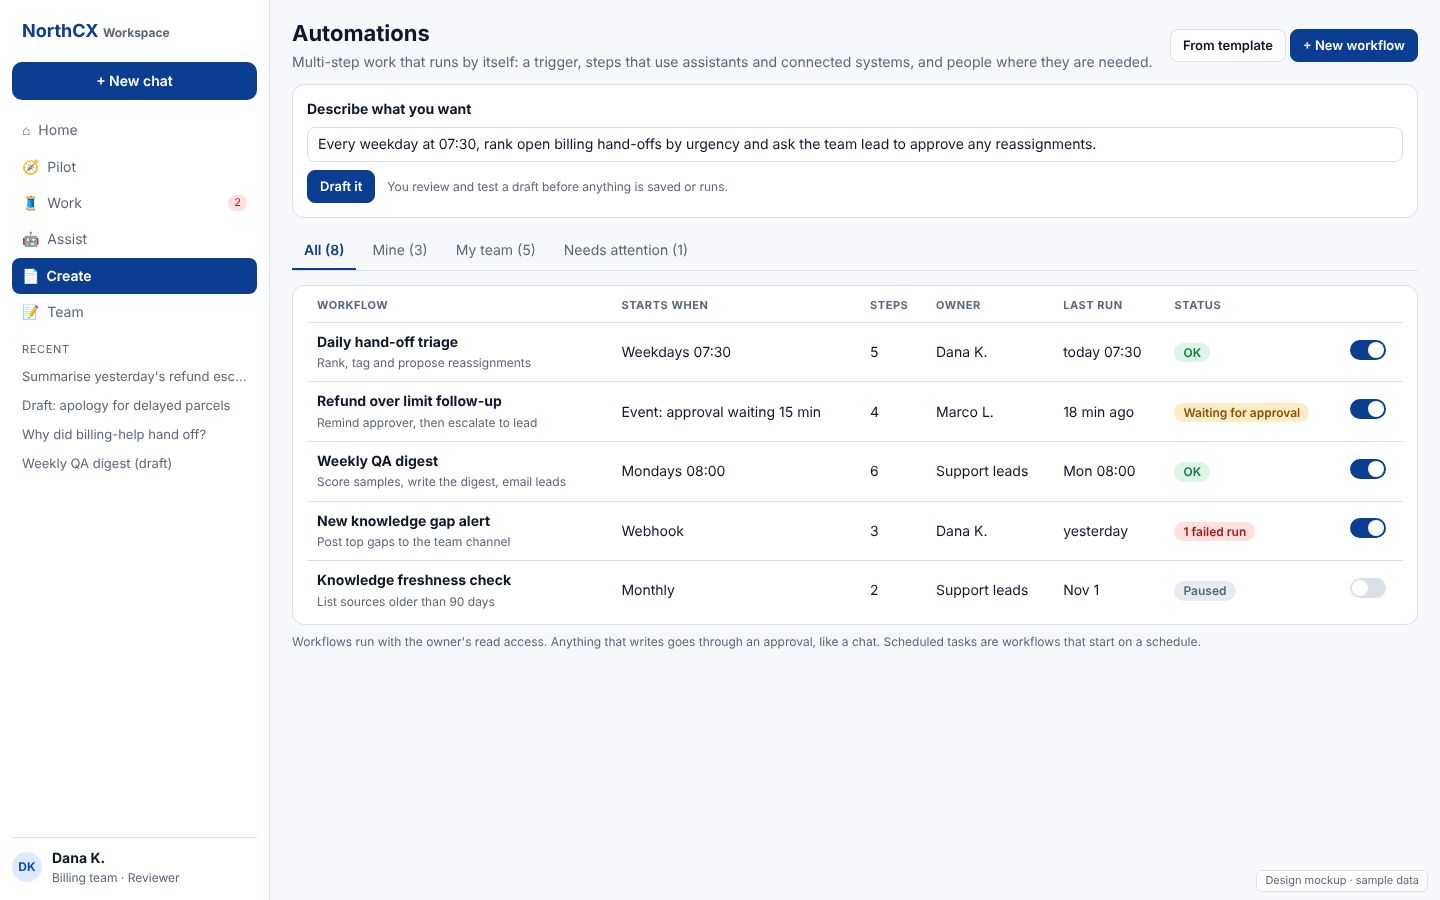 NorthCX Workspace
+ New chat
Home
Pilot
Work 2
Assist
Create
Team
RECENT
Summarise yesterday's refund esc...
Draft: apology for delayed parcels
Why did billing-help hand off?
Weekly QA digest (draft)
DK
Dana K.
Billing team · Reviewer
Automations
Multi-step work that runs by itself: a trigger, steps that use assistants and connected systems, and people where they are needed.
From template
+ New workflow
Describe what you want
Every weekday at 07:30, rank open billing hand-offs by urgency and ask the team lead to approve any reassignments.
Draft it
You review and test a draft before anything is saved or runs.
All (8) Mine (3) My team (5) Needs attention (1)
WORKFLOW STARTS WHEN STEPS OWNER LAST RUN STATUS
Daily hand-off triage
Rank, tag and propose reassignments
Weekdays 07:30 5 Dana K. today 07:30 OK
Refund over limit follow-up
Remind approver, then escalate to lead
Event: approval waiting 15 min 4 Marco L. 18 min ago Waiting for approval
Weekly QA digest
Score samples, write the digest, email leads
Mondays 08:00 6 Support leads Mon 08:00 OK
New knowledge gap alert
Post top gaps to the team channel
Webhook 3 Dana K. yesterday 1 failed run
Knowledge freshness check
List sources older than 90 days
Monthly 2 Support leads Nov 1 Paused
Workflows run with the owner's read access. Anything that writes goes through an approval, like a chat. Scheduled tasks are workflows that start on a schedule.
Design mockup · sample data